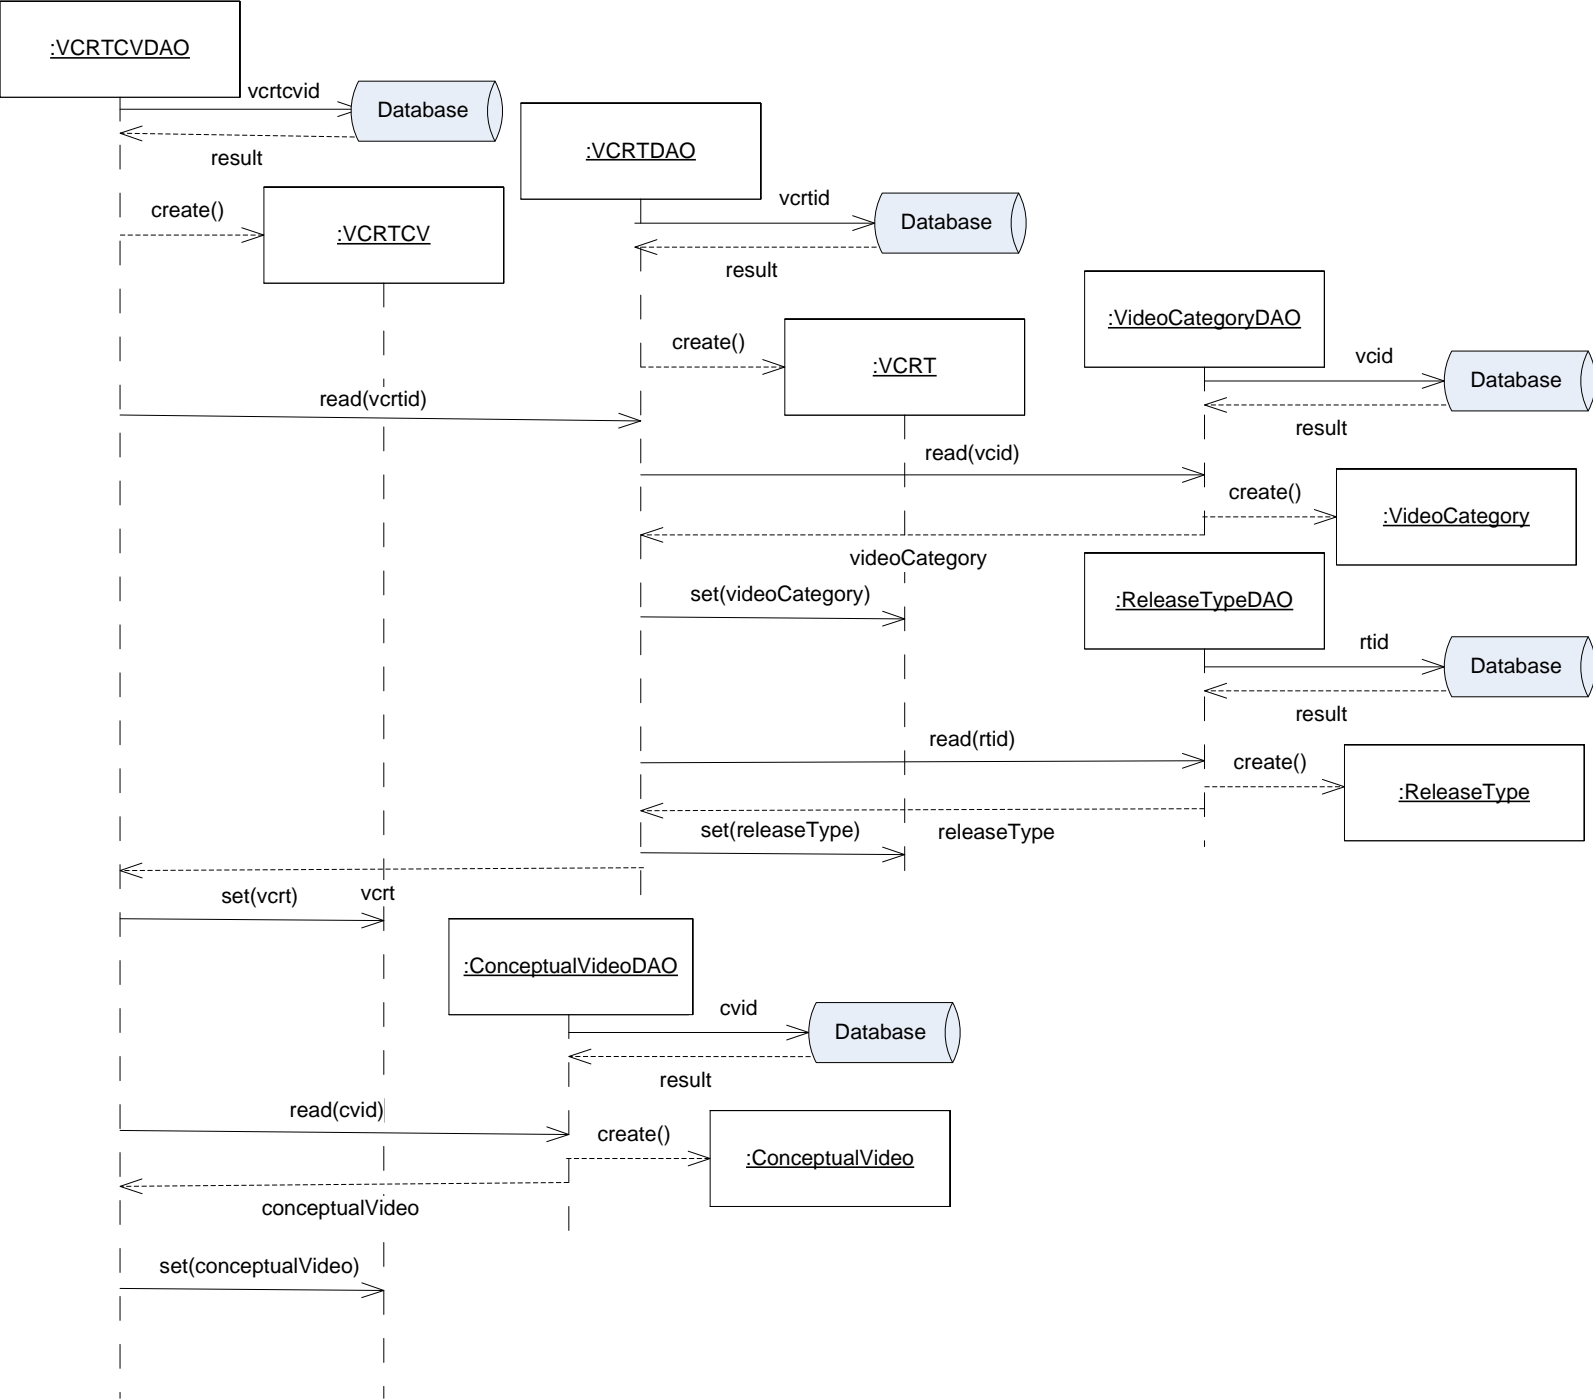 :VCRTCVDAO
vcrtcvid
Database
result
:VCRTDAO
vcrtid
Database
result
create()
:VCRTCV
:VideoCategoryDAO
create()
:VCRT
vcid
Database
result
read(vcrtid)
read(vcid)
create()
:VideoCategory
videoCategory
set(videoCategory)
:ReleaseTypeDAO
rtid
Database
result
read(rtid)
create()
:ReleaseType
set(releaseType)
releaseType
set(vcrt)
vcrt
:ConceptualVideoDAO
cvid
Database
result
read(cvid)
create()
:ConceptualVideo
conceptualVideo
set(conceptualVideo)